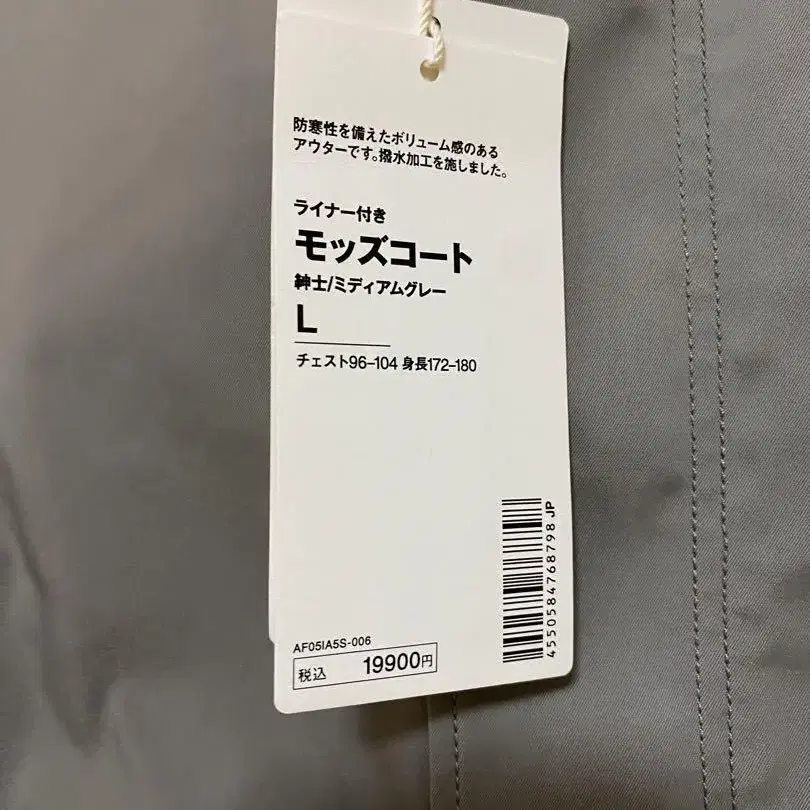 防寒性を備えたボリューム感のある
アウターです。撥水加工を施しました。
ライナー付き
モッズコート
紳士/ミディアムグレー
L
チェスト96-104 身長172-180
4550584768798 JP
AF05IA5S-006
税込 19900円